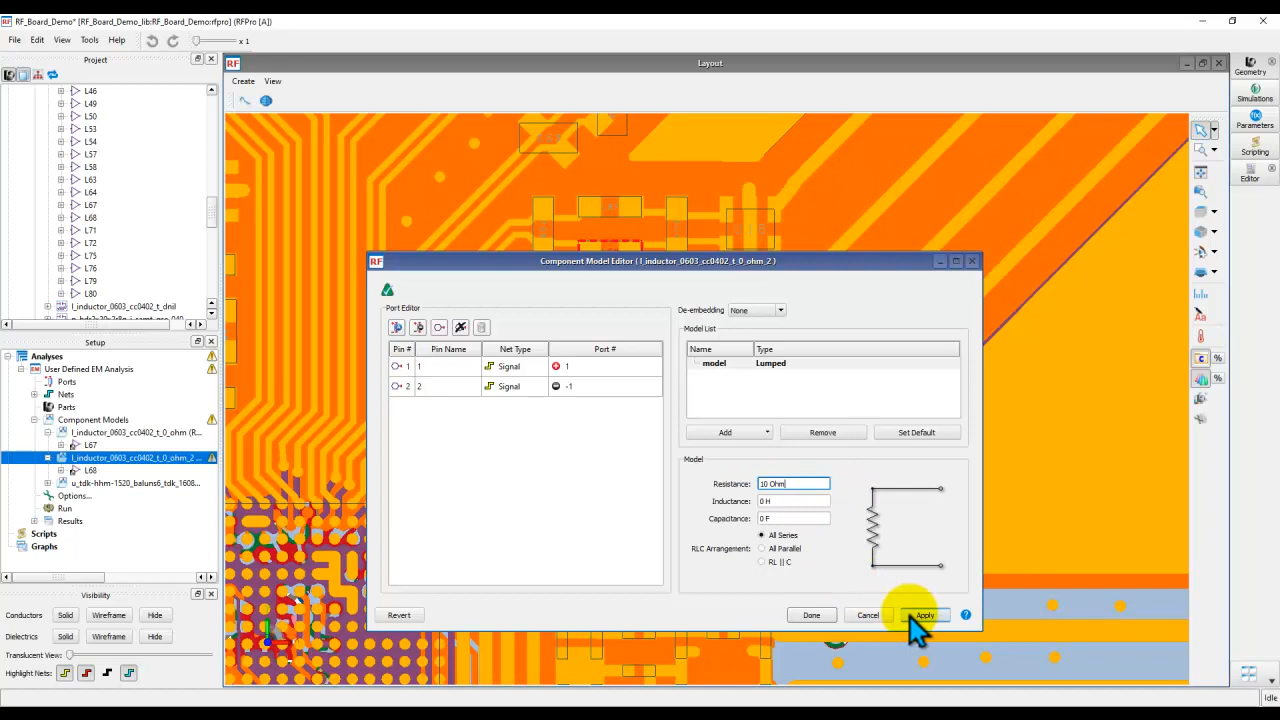 RF_Board_Demo* [RF_Board_Demo_lib:RF_Board_Demo:rfpro] (RFPro [A])
File Edit View Tools Help
x 1
Project
L46
L49
L50
L53
L54
L57
L58
L63
L64
L67
L68
L71
L72
L75
L76
L79
L80
l_inductor_0603_cc0402_t_dnil
Setup
Analyses
User Defined EM Analysis
Ports
Nets
Parts
Component Models
l_inductor_0603_cc0402_t_0_ohm (R...
L67
l_inductor_0603_cc0402_t_0_ohm_2 ...
L68
u_tdk-hhm-1520_baluns6_tdk_1608...
Options...
Run
Results
Scripts
Graphs
Visibility
Conductors Solid Wireframe Hide
Dielectrics Solid Wireframe Hide
Translucent View:
Highlight Nets:
RF Layout
Create View
RF Component Model Editor ( l_inductor_0603_cc0402_t_0_ohm_2 )
Port Editor
Pin # Pin Name Net Type Port #
1 1 Signal 1
2 2 Signal -1
De-embedding None
Model List
Name Type
model Lumped
Add Remove Set Default
Model
Resistance: 10 Ohm
Inductance: 0 H
Capacitance: 0 F
All Series
RLC Arrangement: All Parallel
RL || C
Revert Done Cancel Apply ?
Geometry
Simulations
f(x)
Parameters
Scripting
Editor
Aa
C %
%
Idle